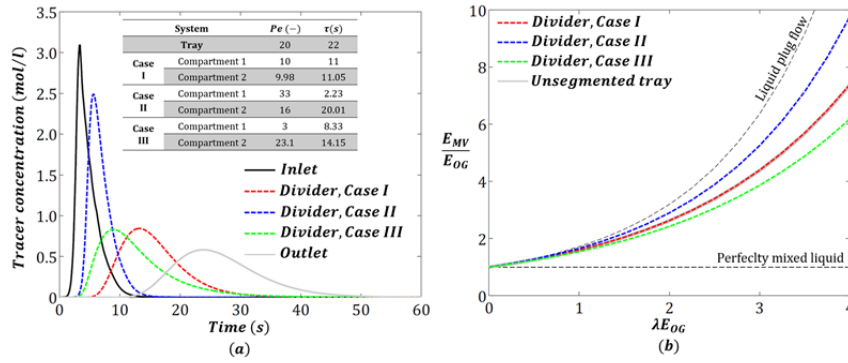 System Pe (−) τ(s)
Tray 20 22
Case I Compartment 1 10 11
Compartment 2 9.98 11.05
Case II Compartment 1 33 2.23
Compartment 2 16 20.01
Case III Compartment 1 3 8.33
Compartment 2 23.1 14.15
Inlet
Divider, Case I
Divider, Case II
Divider, Case III
Outlet
Tracer concentration (mol/l)
3.5
3.0
2.5
2.0
1.5
1.0
0.5
0
0 10 20 30 40 50 60
Time (s)
(a)
Divider, Case I
Divider, Case II
Divider, Case III
Unsegmented tray
Liquid plug flow
Perfeclty mixed liquid
E_MV
E_OG
10
8
6
4
2
0
0 1 2 3 4
λE_OG
(b)